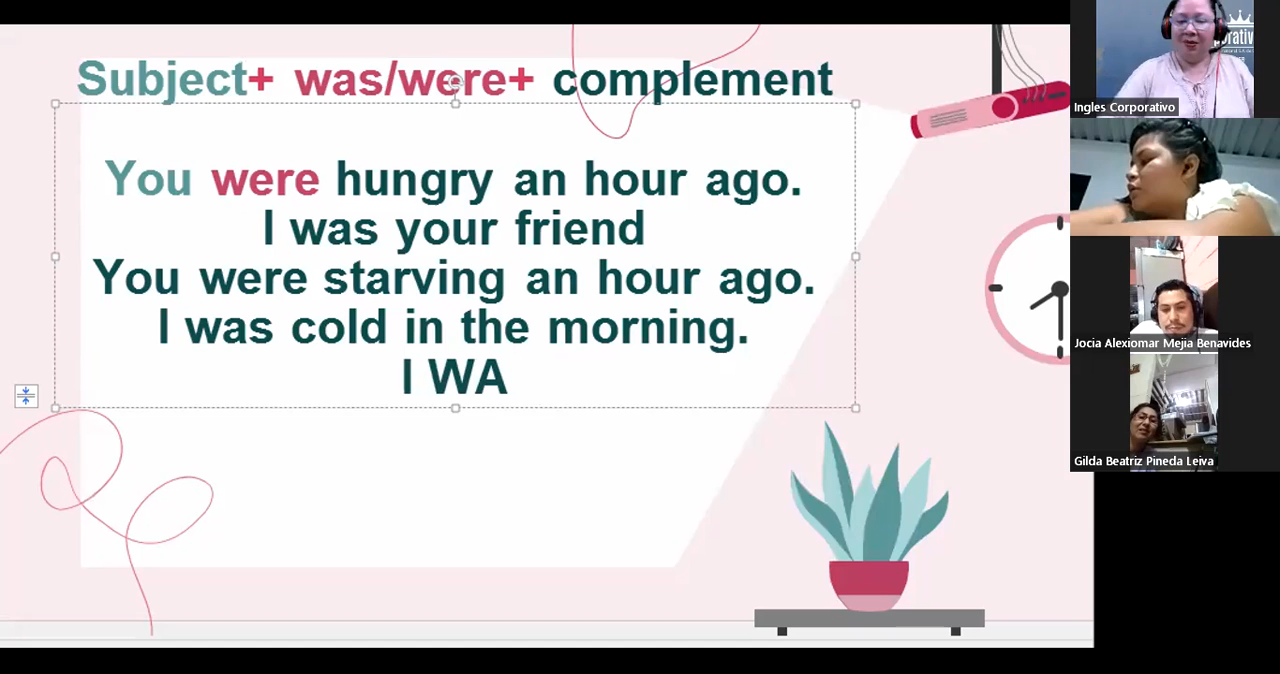 Subject+ was/were+ complement
You were hungry an hour ago.
I was your friend
You were starving an hour ago.
I was cold in the morning.
I WA
Ingles Corporativo
Jocia Alexiomar Mejia Benavides
Gilda Beatriz Pineda Leiva